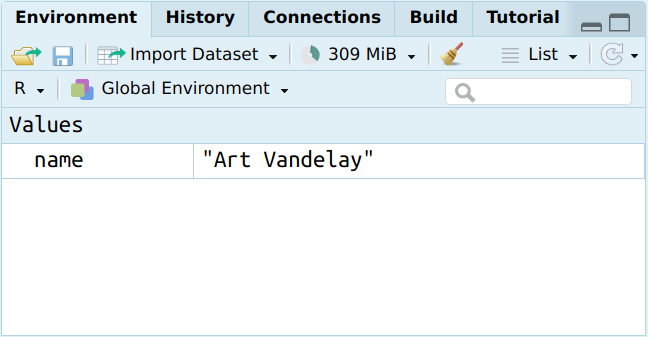 Environment History Connections Build Tutorial
Import Dataset 309 MiB List
R Global Environment
Values
name "Art Vandelay"